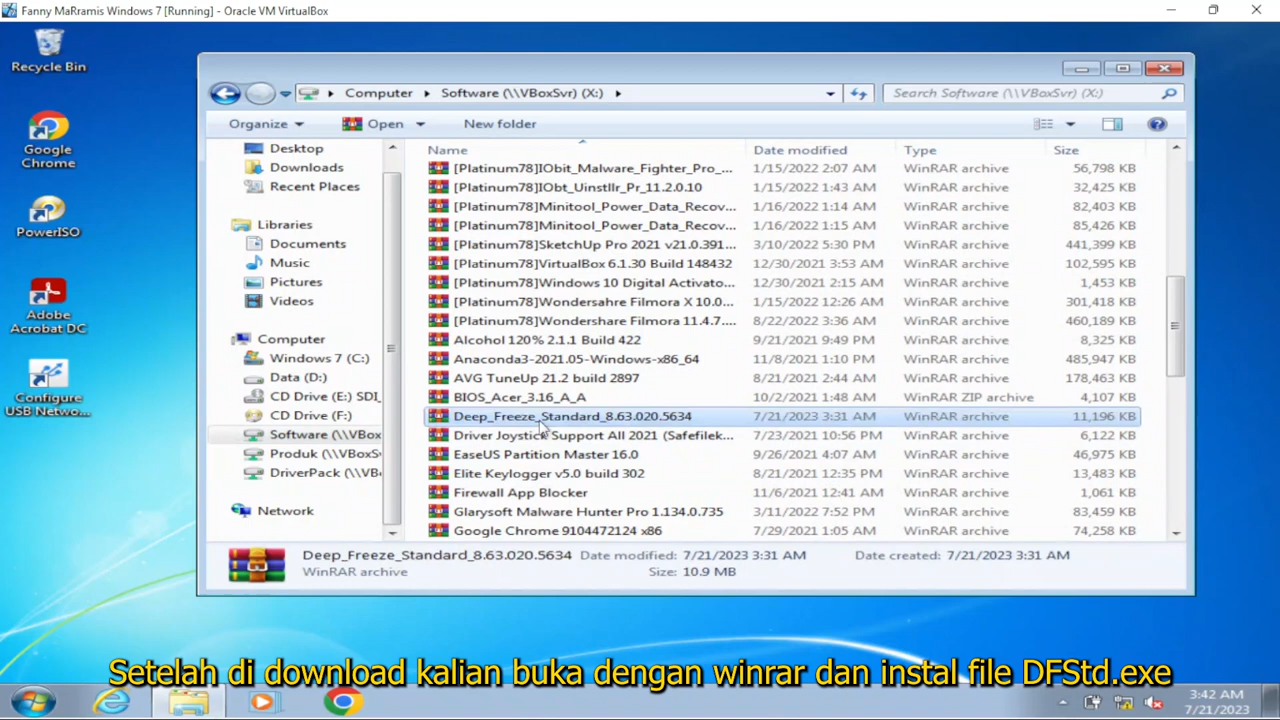 Fanny MaRramis Windows 7 [Running] - Oracle VM VirtualBox
Recycle Bin
Google
Chrome
PowerISO
Adobe
Acrobat DC
Configure
USB Netwo...
Computer Software (\\VBoxSvr) (X:)
Search Software (\\VBoxSvr) (X:)
Organize Open New folder
Desktop
Downloads
Recent Places
Libraries
Documents
Music
Pictures
Videos
Computer
Windows 7 (C:)
Data (D:)
CD Drive (E:) SDI_
CD Drive (F:)
Software (\\VBox
Produk (\\VBoxS
DriverPack (\\VB
Network
Name Date modified Type Size
[Platinum78]IObit_Malware_Fighter_Pro_... 1/15/2022 2:07 AM WinRAR archive 56,798 KB
[Platinum78]IObt_Uinstllr_Pr_11.2.0.10 1/15/2022 1:43 AM WinRAR archive 32,425 KB
[Platinum78]Minitool_Power_Data_Recov... 1/16/2022 1:14 AM WinRAR archive 82,403 KB
[Platinum78]Minitool_Power_Data_Recov... 1/16/2022 1:15 AM WinRAR archive 85,426 KB
[Platinum78]SketchUp Pro 2021 v21.0.391... 3/10/2022 5:30 PM WinRAR archive 441,399 KB
[Platinum78]VirtualBox 6.1.30 Build 148432 12/30/2021 3:53 AM WinRAR archive 102,595 KB
[Platinum78]Windows 10 Digital Activato... 12/30/2021 2:15 AM WinRAR archive 1,453 KB
[Platinum78]Wondersahre Filmora X 10.0... 1/15/2022 12:26 AM WinRAR archive 301,418 KB
[Platinum78]Wondershare Filmora 11.4.7.... 8/22/2022 3:36 AM WinRAR archive 460,189 KB
Alcohol 120% 2.1.1 Build 422 9/21/2021 9:49 PM WinRAR archive 8,325 KB
Anaconda3-2021.05-Windows-x86_64 11/8/2021 1:10 PM WinRAR archive 485,947 KB
AVG TuneUp 21.2 build 2897 8/21/2021 2:44 AM WinRAR archive 178,463 KB
BIOS_Acer_3.16_A_A 10/2/2021 1:48 AM WinRAR ZIP archive 4,107 KB
Deep_Freeze_Standard_8.63.020.5634 7/21/2023 3:31 AM WinRAR archive 11,196 KB
Driver Joystick Support All 2021 (Safefilek... 7/23/2021 10:56 PM WinRAR archive 6,122 KB
EaseUS Partition Master 16.0 9/26/2021 4:07 AM WinRAR archive 46,975 KB
Elite Keylogger v5.0 build 302 8/21/2021 12:35 PM WinRAR archive 13,483 KB
Firewall App Blocker 11/6/2021 12:41 AM WinRAR archive 1,061 KB
Glarysoft Malware Hunter Pro 1.134.0.735 3/11/2022 7:52 PM WinRAR archive 83,459 KB
Google Chrome 9104472124 x86 7/29/2021 1:05 AM WinRAR archive 74,258 KB
Deep_Freeze_Standard_8.63.020.5634 Date modified: 7/21/2023 3:31 AM Date created: 7/21/2023 3:31 AM
WinRAR archive Size: 10.9 MB
Setelah di download kalian buka dengan winrar dan instal file DFStd.exe
3:42 AM
7/21/2023